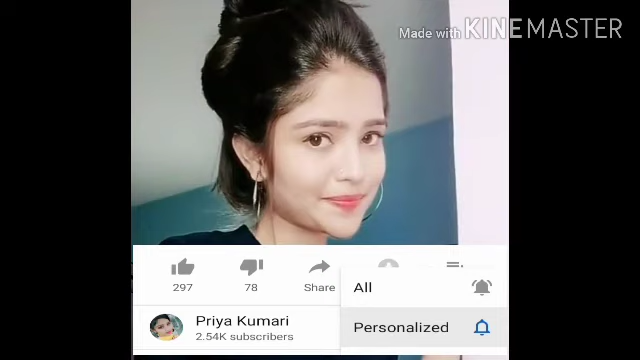 Made with KINEMASTER
297
78
Share
All
Priya Kumari
2.54K subscribers
Personalized